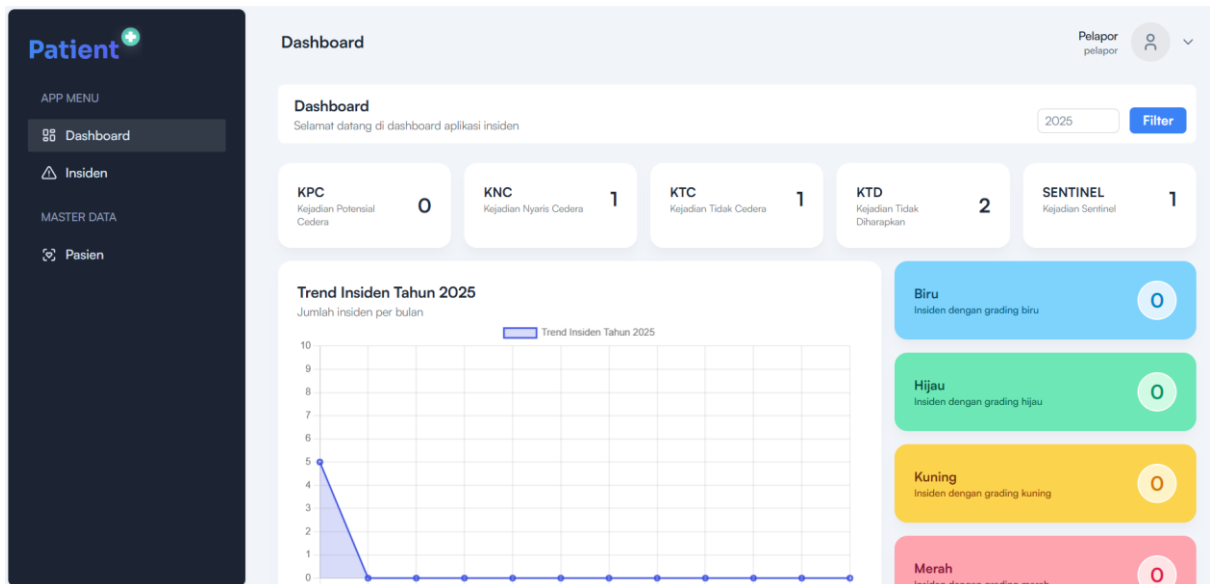 Patient
APP MENU
Dashboard
Insiden
MASTER DATA
Pasien
Dashboard
Pelapor
pelapor
Dashboard
Selamat datang di dashboard aplikasi insiden
2025
Filter
KPC
Kejadian Potensial
Cedera
0
KNC
Kejadian Nyaris Cedera
1
KTC
Kejadian Tidak Cedera
1
KTD
Kejadian Tidak
Diharapkan
2
SENTINEL
Kejadian Sentinel
1
Trend Insiden Tahun 2025
Jumlah insiden per bulan
Trend Insiden Tahun 2025
10
9
8
7
6
5
4
3
2
1
0
Biru
Insiden dengan grading biru
0
Hijau
Insiden dengan grading hijau
0
Kuning
Insiden dengan grading kuning
0
Merah
Insiden dengan grading merah
0